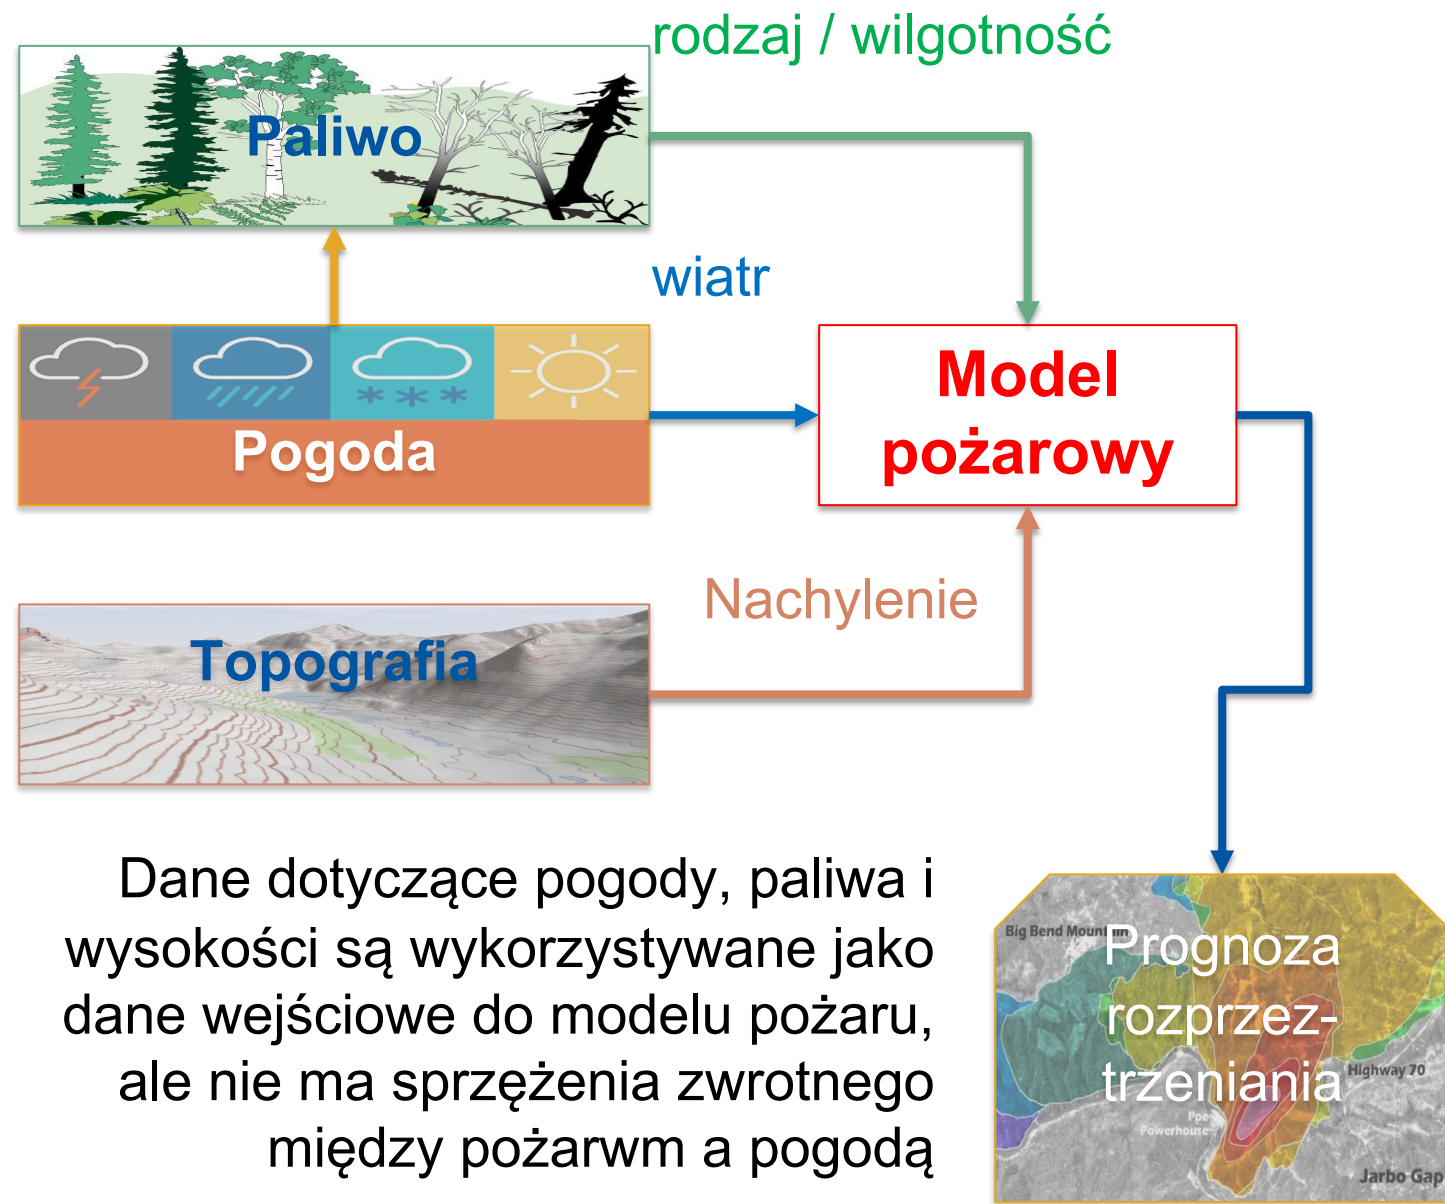 rodzaj / wilgotność
Paliwo
wiatr
Pogoda
Model
pożarowy
Nachylenie
Topografia
Dane dotyczące pogody, paliwa i
wysokości są wykorzystywane jako
dane wejściowe do modelu pożaru,
ale nie ma sprzężenia zwrotnego
między pożarwm a pogodą
Big Bend Mountain
Prognoza
rozprzez-
trzeniania
Highway 70
Poe
Powerhouse
Jarbo Gap